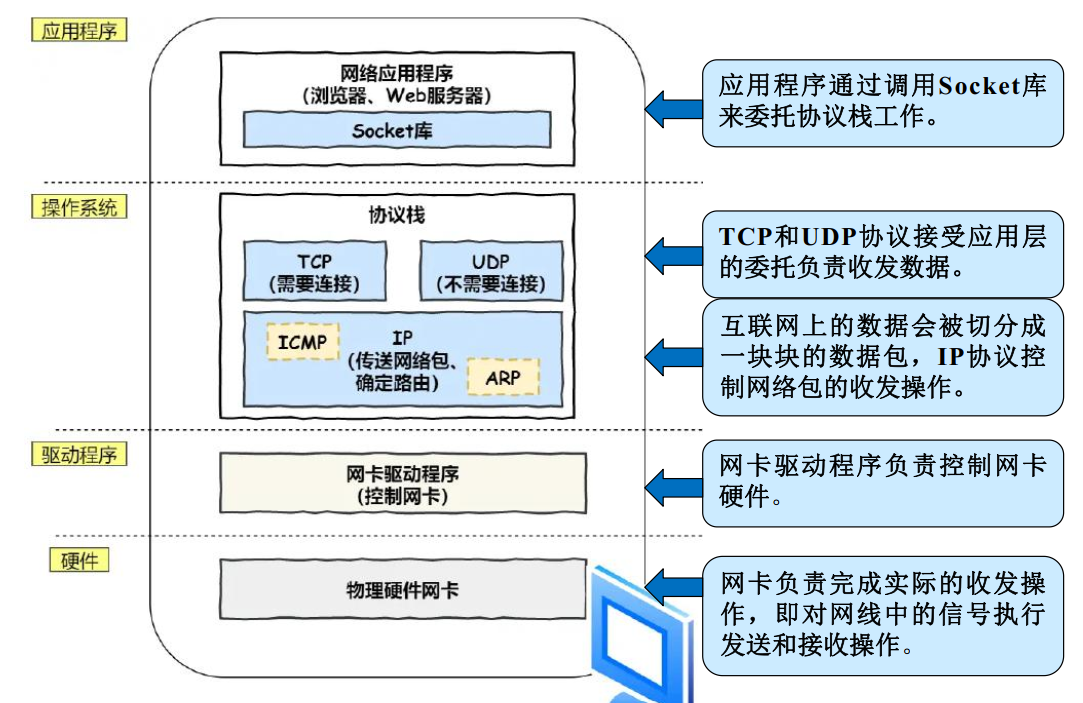 应用程序
网络应用程序
(浏览器、Web服务器)
Socket库
应用程序通过调用Socket库
来委托协议栈工作。
操作系统
协议栈
TCP
(需要连接)
UDP
(不需要连接)
TCP和UDP协议接受应用层
的委托负责收发数据。
ICMP
IP
(传送网络包、
确定路由)
ARP
互联网上的数据会被切分成
一块块的数据包，IP协议控
制网络包的收发操作。
驱动程序
网卡驱动程序
(控制网卡)
网卡驱动程序负责控制网卡
硬件。
硬件
物理硬件网卡
网卡负责完成实际的收发操
作，即对网线中的信号执行
发送和接收操作。